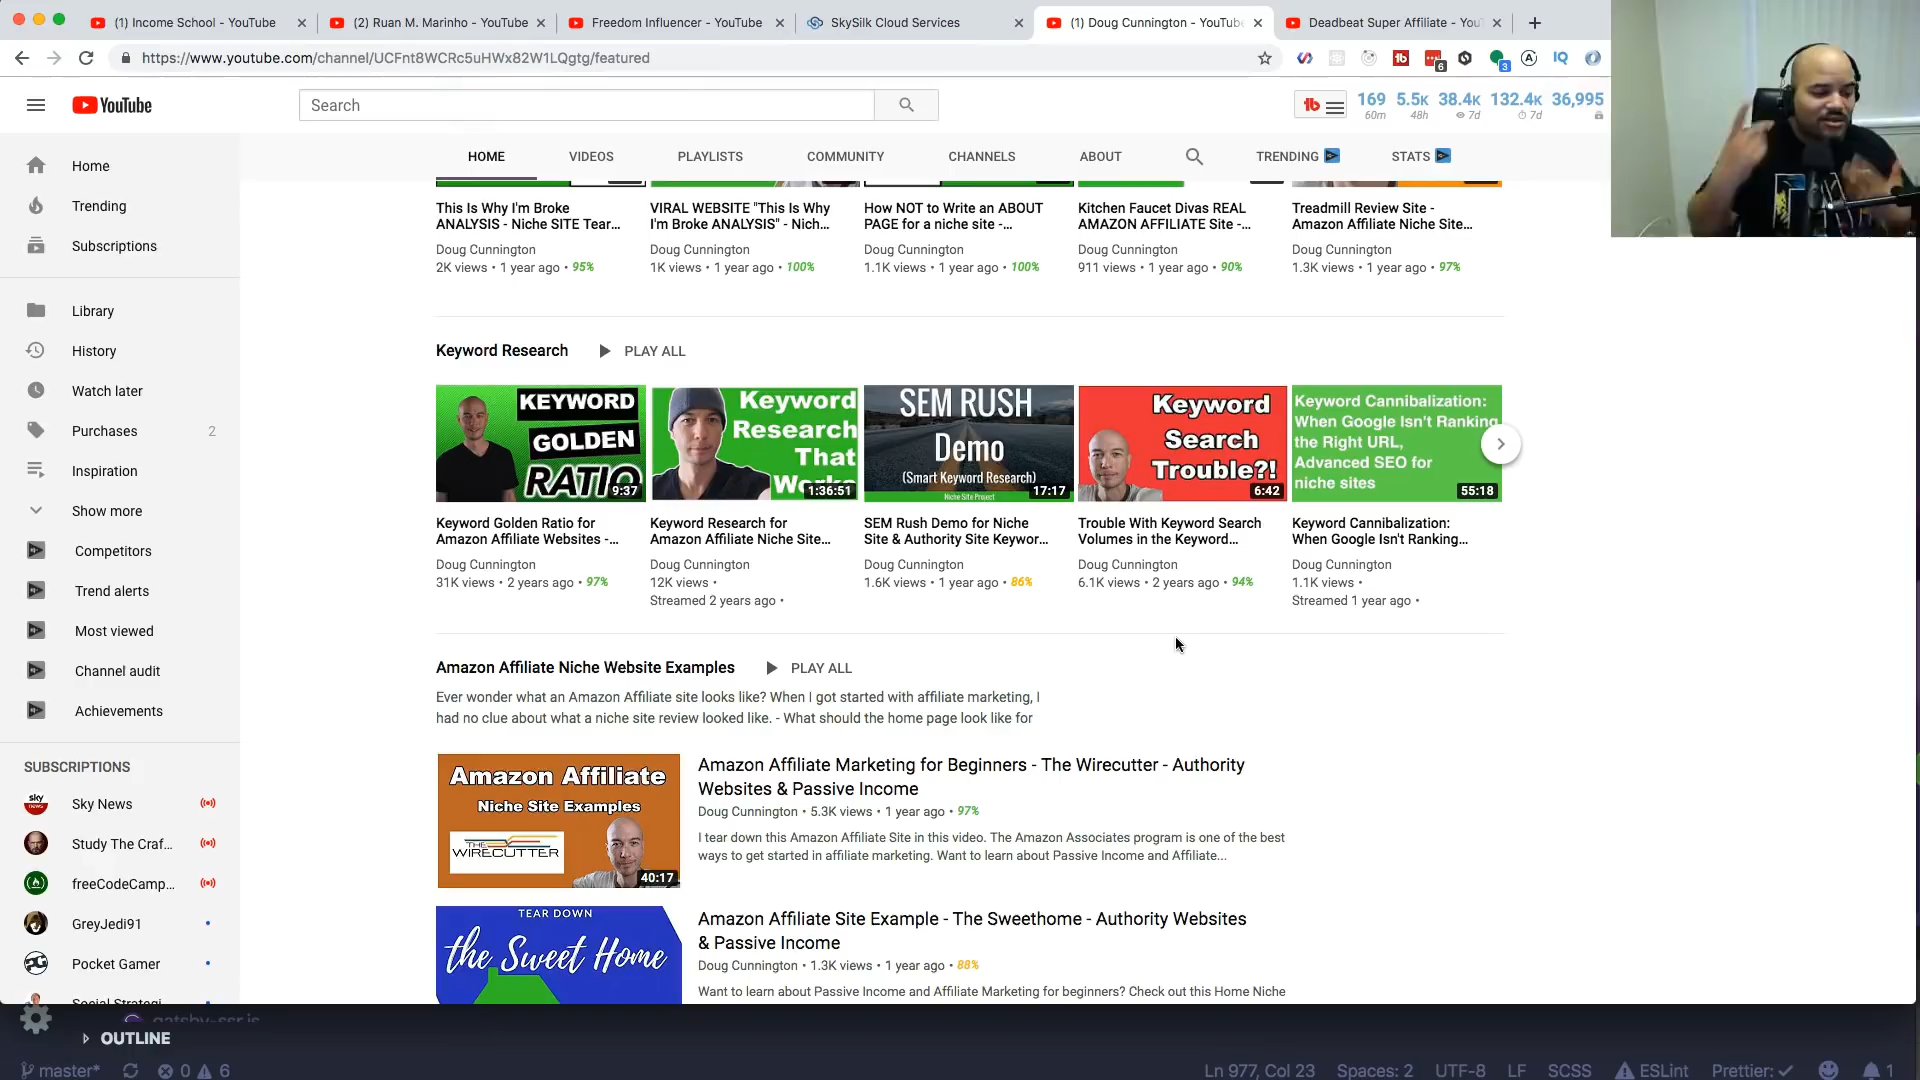 (1) Income School - YouTube
(2) Ruan M. Marinho - YouTube
Freedom Influencer - YouTube
SkySilk Cloud Services
(1) Doug Cunnington - YouTube
Deadbeat Super Affiliate - You
https://www.youtube.com/channel/UCFnt8WCRc5uHWx82W1LQgtg/featured
6
3
IQ
YouTube
Search
tb
169 5.5K 38.4K 132.4K 36,995
60m 48h 7d 7d
HOME
VIDEOS
PLAYLISTS
COMMUNITY
CHANNELS
ABOUT
TRENDING
STATS
Home
Trending
Subscriptions
Library
History
Watch later
Purchases 2
Inspiration
Show more
Competitors
Trend alerts
Most viewed
Channel audit
Achievements
SUBSCRIPTIONS
sky news
Sky News
Study The Craf...
freeCodeCamp...
GreyJedi91
Pocket Gamer
Social Strategi
This Is Why I'm Broke
ANALYSIS - Niche SITE Tear...
Doug Cunnington
2K views • 1 year ago • 95%
VIRAL WEBSITE "This Is Why
I'm Broke ANALYSIS" - Nich...
Doug Cunnington
1K views • 1 year ago • 100%
How NOT to Write an ABOUT
PAGE for a niche site -...
Doug Cunnington
1.1K views • 1 year ago • 100%
Kitchen Faucet Divas REAL
AMAZON AFFILIATE Site -...
Doug Cunnington
911 views • 1 year ago • 90%
Treadmill Review Site -
Amazon Affiliate Niche Site...
Doug Cunnington
1.3K views • 1 year ago • 97%
Keyword Research
PLAY ALL
KEYWORD
GOLDEN
RATIO
9:37
Keyword Golden Ratio for
Amazon Affiliate Websites -...
Doug Cunnington
31K views • 2 years ago • 97%
Keyword
Research
That
Works
1:36:51
Keyword Research for
Amazon Affiliate Niche Site...
Doug Cunnington
12K views •
Streamed 2 years ago •
SEM RUSH
Demo
(Smart Keyword Research)
Niche Site Project
17:17
SEM Rush Demo for Niche
Site & Authority Site Keywor...
Doug Cunnington
1.6K views • 1 year ago • 86%
Keyword
Search
Trouble?!
6:42
Trouble With Keyword Search
Volumes in the Keyword...
Doug Cunnington
6.1K views • 2 years ago • 94%
Keyword Cannibalization:
When Google Isn't Ranking
the Right URL,
Advanced SEO for
niche sites
55:18
Keyword Cannibalization:
When Google Isn't Ranking...
Doug Cunnington
1.1K views •
Streamed 1 year ago •
Amazon Affiliate Niche Website Examples
PLAY ALL
Ever wonder what an Amazon Affiliate site looks like? When I got started with affiliate marketing, I
had no clue about what a niche site review looked like. - What should the home page look like for
Amazon Affiliate
Niche Site Examples
THE
WIRECUTTER
40:17
Amazon Affiliate Marketing for Beginners - The Wirecutter - Authority
Websites & Passive Income
Doug Cunnington • 5.3K views • 1 year ago • 97%
I tear down this Amazon Affiliate Site in this video. The Amazon Associates program is one of the best
ways to get started in affiliate marketing. Want to learn about Passive Income and Affiliate...
TEAR DOWN
the Sweet Home
Amazon Affiliate Site Example - The Sweethome - Authority Websites
& Passive Income
Doug Cunnington • 1.3K views • 1 year ago • 88%
Want to learn about Passive Income and Affiliate Marketing for beginners? Check out this Home Niche
gatsby-ssr.js
OUTLINE
master*
0
6
Ln 977, Col 23
Spaces: 2
UTF-8
LF
SCSS
ESLint
Prettier: ✓
1